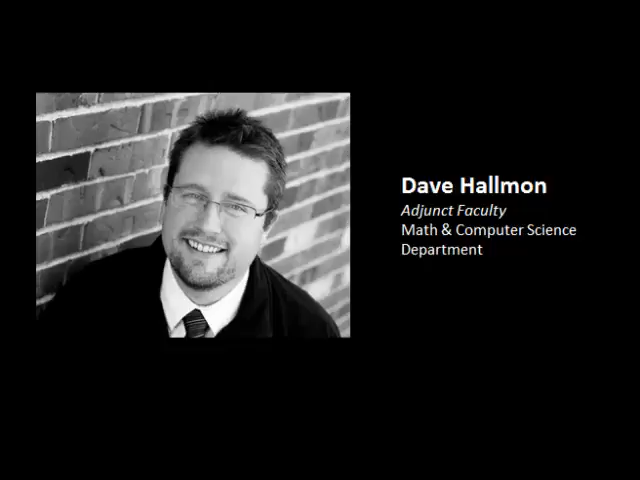 Dave Hallmon
Adjunct Faculty
Math & Computer Science
Department